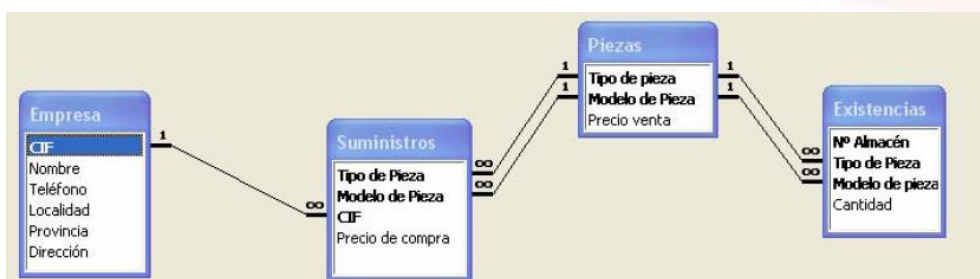 Empresa
CIF
Nombre
Teléfono
Localidad
Provincia
Dirección
1
∞
Suministros
Tipo de Pieza
Modelo de Pieza
CIF
Precio de compra
∞
∞
1
1
Piezas
Tipo de pieza
Modelo de Pieza
Precio venta
1
1
∞
∞
Existencias
Nº Almacén
Tipo de Pieza
Modelo de pieza
Cantidad